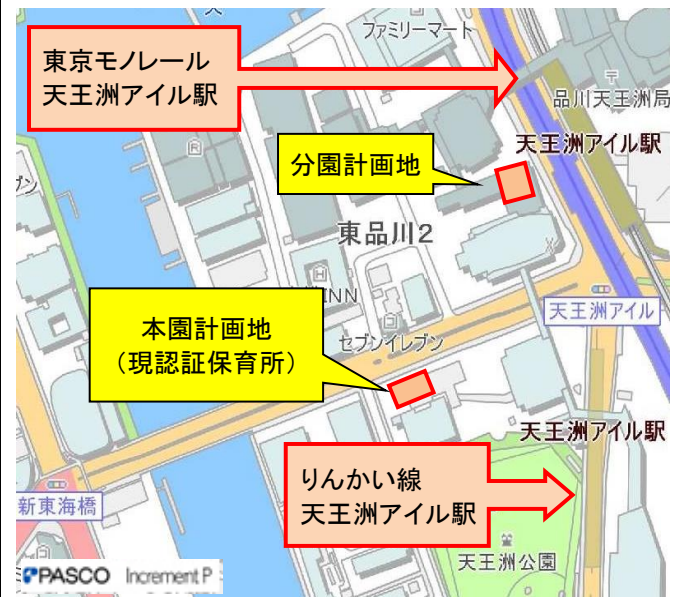 ファミリーマート
東京モノレール
天王洲アイル駅
品川天王洲局
天王洲アイル駅
分園計画地
東品川2
INN
天王洲アイル
本園計画地
（現認証保育所）
セブンイレブン
天王洲アイル駅
りんかい線
天王洲アイル駅
新東海橋
天王洲公園
PASCO Increment P